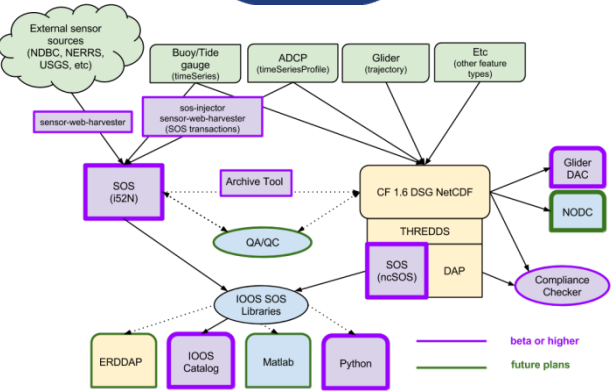 External sensor
sources
(NDBC, NERRS,
USGS, etc)
Buoy/Tide
gauge
(timeSeries)
ADCP
(timeSeriesProfile)
Glider
(trajectory)
Etc
(other feature
types)
sensor-web-harvester
sos-injector
sensor-web-harvester
(SOS transactions)
SOS
(i52N)
Archive Tool
CF 1.6 DSG NetCDF
Glider
DAC
NODC
QA/QC
THREDDS
SOS
(ncSOS)
DAP
Compliance
Checker
IOOS SOS
Libraries
ERDDAP
IOOS
Catalog
Matlab
Python
beta or higher
future plans